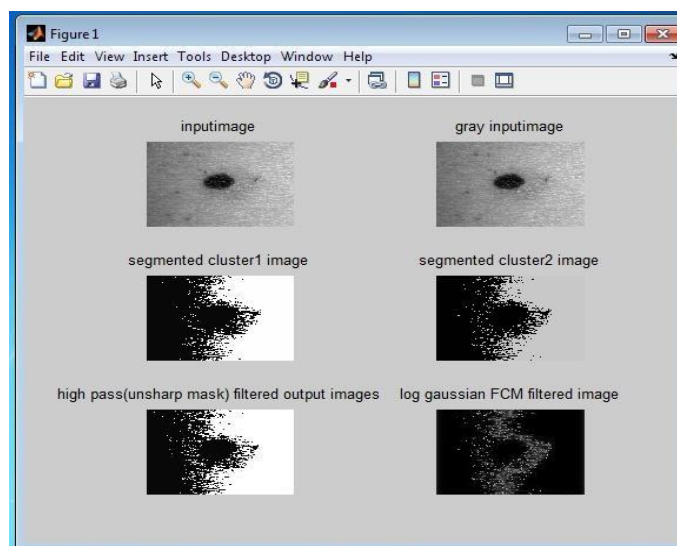 Figure 1
File Edit View Insert Tools Desktop Window Help
inputimage
gray inputimage
segmented cluster1 image
segmented cluster2 image
high pass(unsharp mask) filtered output images
log gaussian FCM filtered image